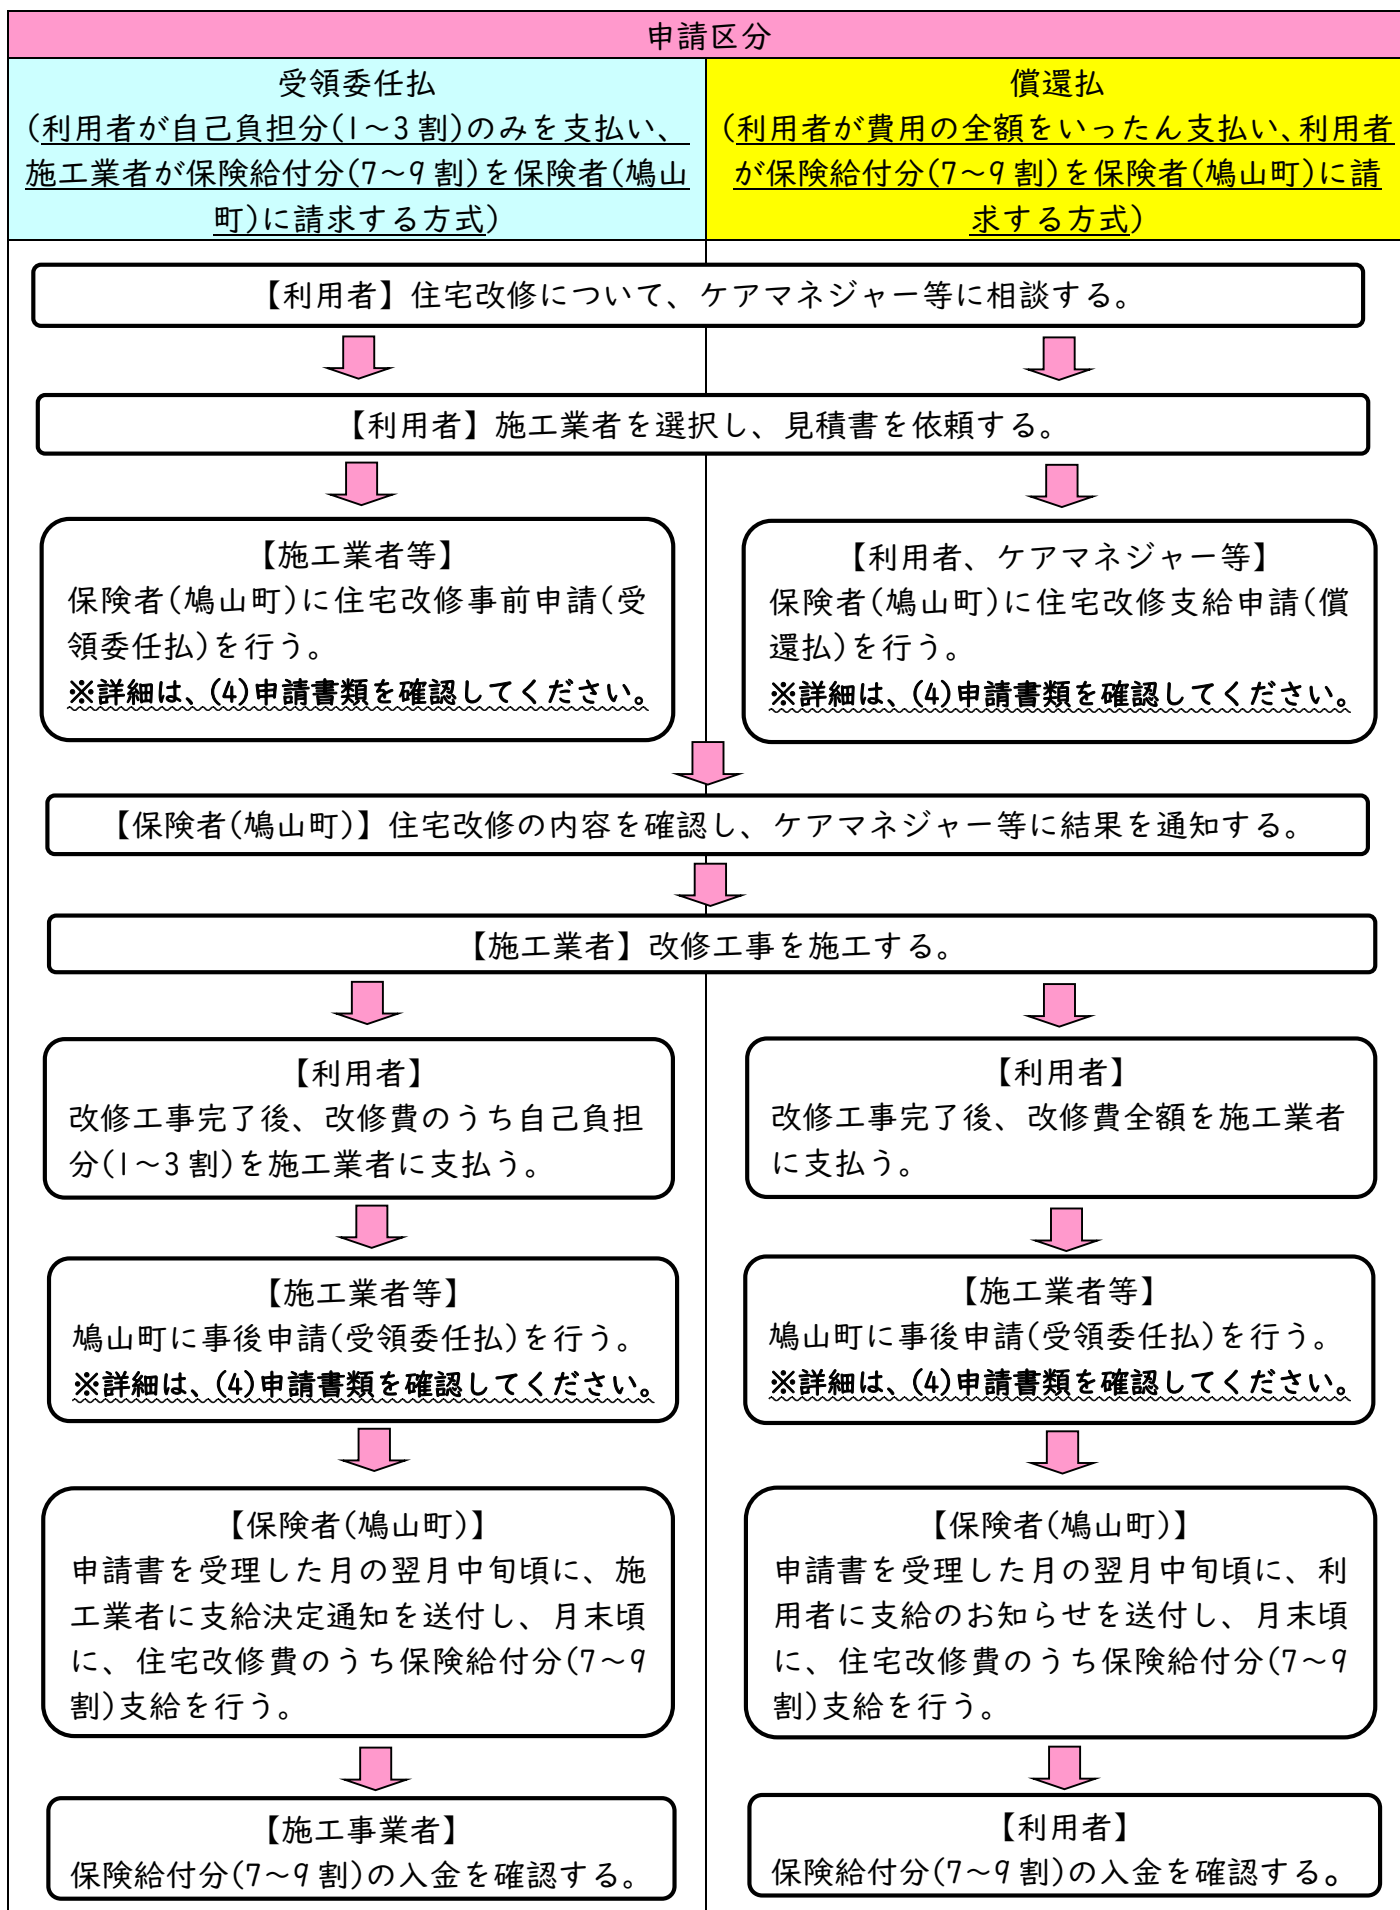 申請区分
受領委任払
(利用者が自己負担分(1～3割)のみを支払い、
施工業者が保険給付分(7～9割)を保険者(鳩山
町)に請求する方式)
償還払
(利用者が費用の全額をいったん支払い、利用者
が保険給付分(7～9割)を保険者(鳩山町)に請
求する方式)
【利用者】住宅改修について、ケアマネジャー等に相談する。
【利用者】施工業者を選択し、見積書を依頼する。
【施工業者等】
保険者(鳩山町)に住宅改修事前申請(受
領委任払)を行う。
※詳細は、(4)申請書類を確認してください。
【利用者、ケアマネジャー等】
保険者(鳩山町)に住宅改修支給申請(償
還払)を行う。
※詳細は、(4)申請書類を確認してください。
【保険者(鳩山町)】住宅改修の内容を確認し、ケアマネジャー等に結果を通知する。
【施工業者】改修工事を施工する。
【利用者】
改修工事完了後、改修費のうち自己負担
分(1～3割)を施工業者に支払う。
【利用者】
改修工事完了後、改修費全額を施工業者
に支払う。
【施工業者等】
鳩山町に事後申請(受領委任払)を行う。
※詳細は、(4)申請書類を確認してください。
【施工業者等】
鳩山町に事後申請(受領委任払)を行う。
※詳細は、(4)申請書類を確認してください。
【保険者(鳩山町)】
申請書を受理した月の翌月中旬頃に、施
工業者に支給決定通知を送付し、月末頃
に、住宅改修費のうち保険給付分(7～9
割)支給を行う。
【保険者(鳩山町)】
申請書を受理した月の翌月中旬頃に、利
用者に支給のお知らせを送付し、月末頃
に、住宅改修費のうち保険給付分(7～9
割)支給を行う。
【施工事業者】
保険給付分(7～9割)の入金を確認する。
【利用者】
保険給付分(7～9割)の入金を確認する。